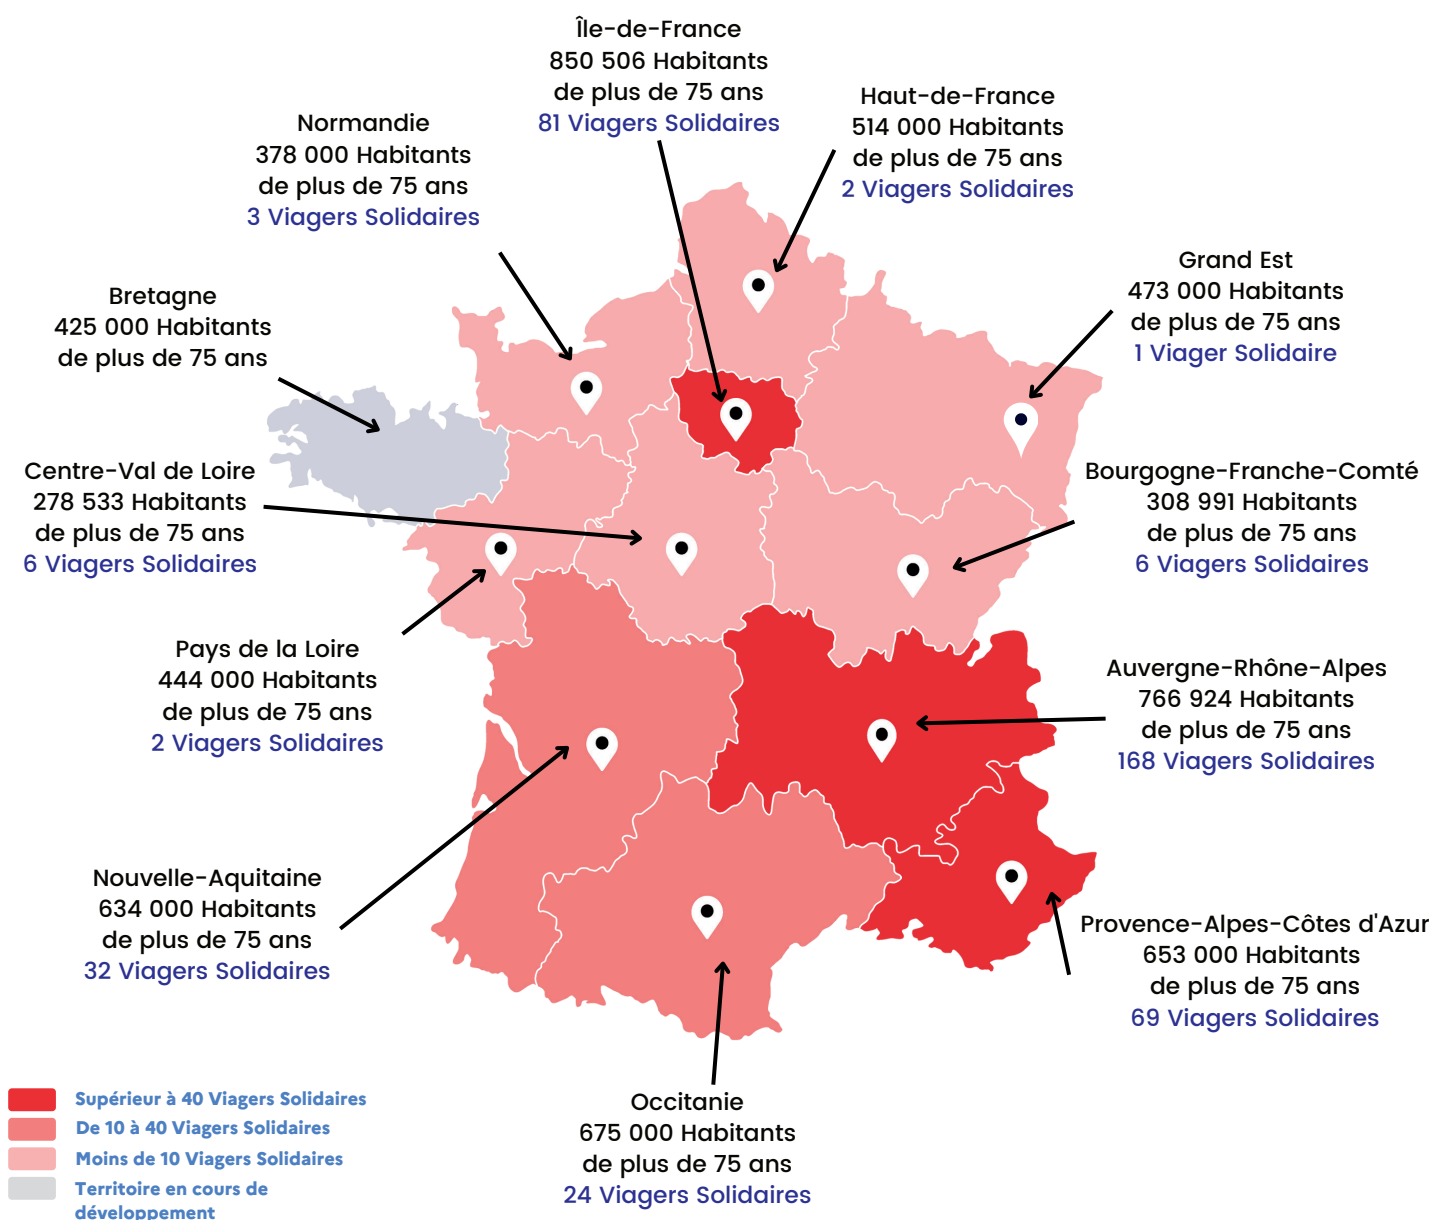 Île-de-France
850 506 Habitants
de plus de 75 ans
81 Viagers Solidaires
Haut-de-France
514 000 Habitants
de plus de 75 ans
2 Viagers Solidaires
Normandie
378 000 Habitants
de plus de 75 ans
3 Viagers Solidaires
Grand Est
473 000 Habitants
de plus de 75 ans
1 Viager Solidaire
Bretagne
425 000 Habitants
de plus de 75 ans
Centre-Val de Loire
278 533 Habitants
de plus de 75 ans
6 Viagers Solidaires
Bourgogne-Franche-Comté
308 991 Habitants
de plus de 75 ans
6 Viagers Solidaires
Pays de la Loire
444 000 Habitants
de plus de 75 ans
2 Viagers Solidaires
Auvergne-Rhône-Alpes
766 924 Habitants
de plus de 75 ans
168 Viagers Solidaires
Nouvelle-Aquitaine
634 000 Habitants
de plus de 75 ans
32 Viagers Solidaires
Provence-Alpes-Côtes d'Azur
653 000 Habitants
de plus de 75 ans
69 Viagers Solidaires
Occitanie
675 000 Habitants
de plus de 75 ans
24 Viagers Solidaires
Supérieur à 40 Viagers Solidaires
De 10 à 40 Viagers Solidaires
Moins de 10 Viagers Solidaires
Territoire en cours de
développement